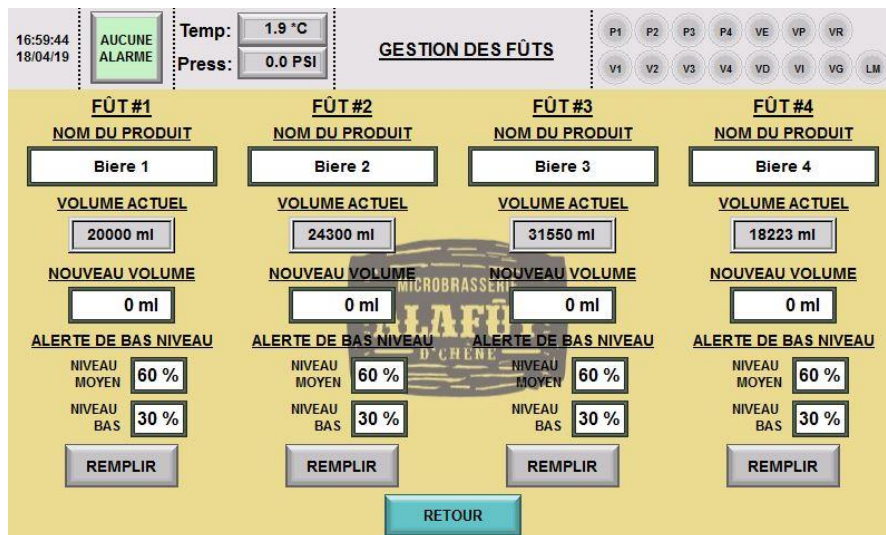 16:59:44
18/04/19
AUCUNE
ALARME
Temp:
1.9 °C
Press:
0.0 PSI
GESTION DES FÛTS
P1 P2 P3 P4 VE VP VR
V1 V2 V3 V4 VD VI VG LM
FÛT #1
NOM DU PRODUIT
Biere 1
VOLUME ACTUEL
20000 ml
NOUVEAU VOLUME
0 ml
ALERTE DE BAS NIVEAU
NIVEAU
MOYEN
60 %
NIVEAU
BAS
30 %
REMPLIR
FÛT #2
NOM DU PRODUIT
Biere 2
VOLUME ACTUEL
24300 ml
NOUVEAU VOLUME
0 ml
ALERTE DE BAS NIVEAU
NIVEAU
MOYEN
60 %
NIVEAU
BAS
30 %
REMPLIR
FÛT #3
NOM DU PRODUIT
Biere 3
VOLUME ACTUEL
31550 ml
NOUVEAU VOLUME
0 ml
ALERTE DE BAS NIVEAU
NIVEAU
MOYEN
60 %
NIVEAU
BAS
30 %
REMPLIR
FÛT #4
NOM DU PRODUIT
Biere 4
VOLUME ACTUEL
18223 ml
NOUVEAU VOLUME
0 ml
ALERTE DE BAS NIVEAU
NIVEAU
MOYEN
60 %
NIVEAU
BAS
30 %
REMPLIR
MICROBRASSERIE
ALAFÛT
D'CHÊNE
RETOUR